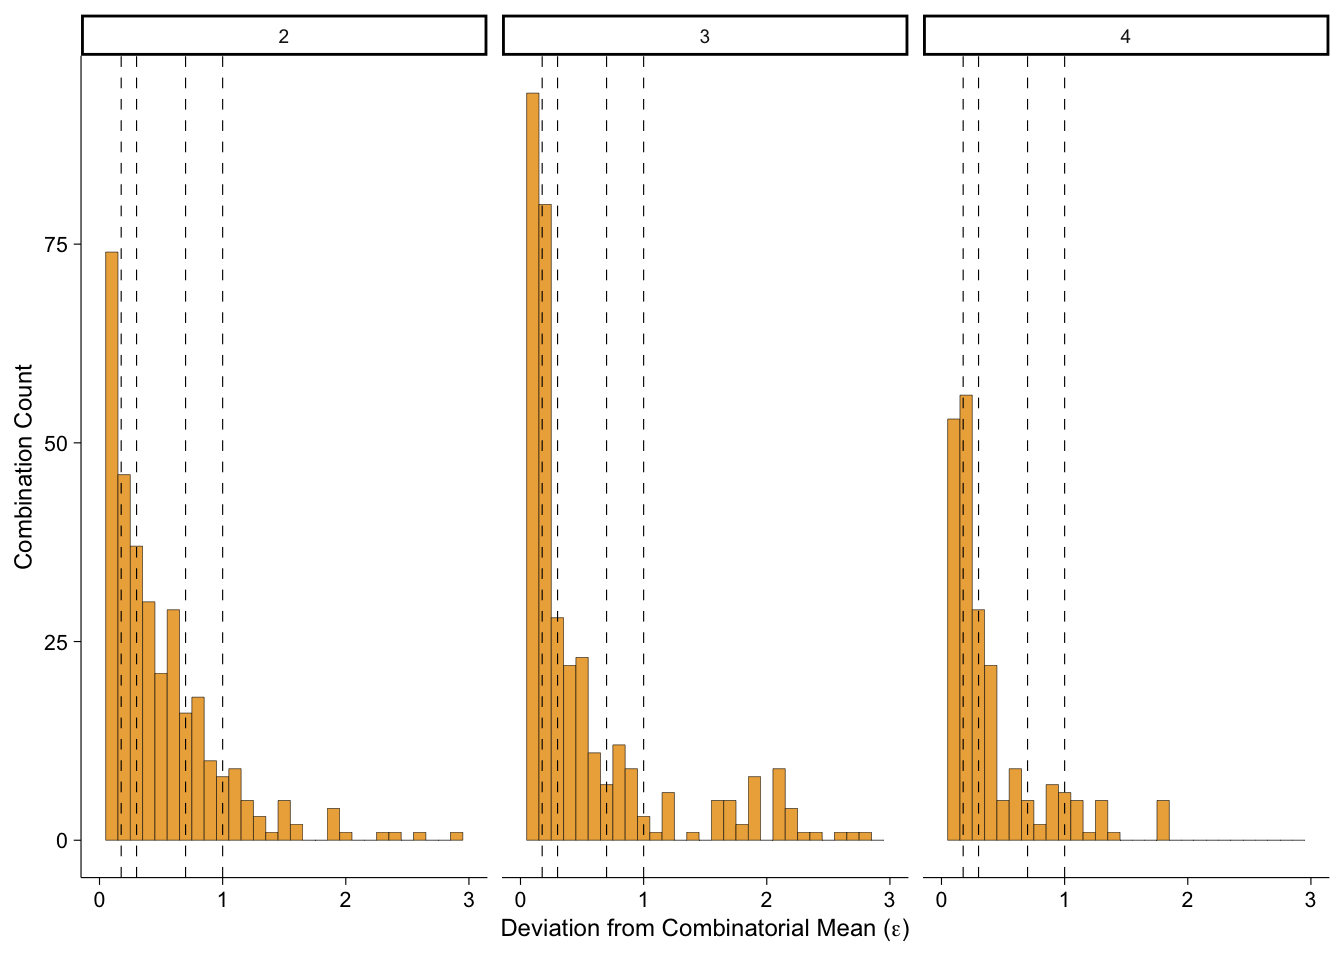 2 3 4
75
50
25
0
0 1 2 3 0 1 2 3 0 1 2 3
Combination Count
Deviation from Combinatorial Mean (ε)